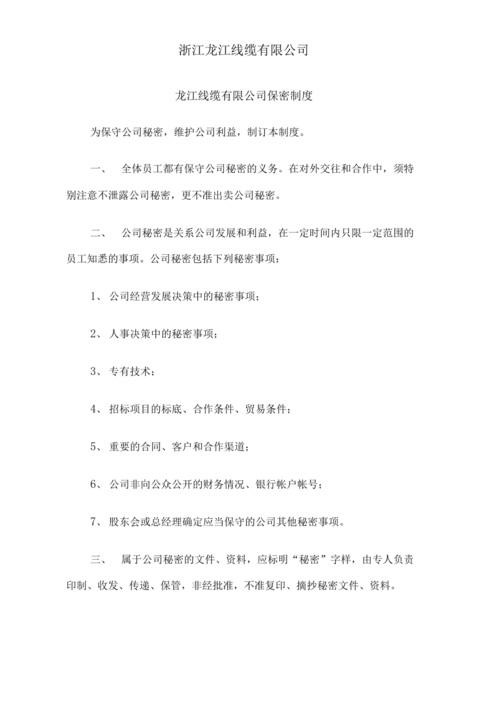 浙江龙江线缆有限公司
龙江线缆有限公司保密制度
为保守公司秘密，维护公司利益，制订本制度。
一、 全体员工都有保守公司秘密的义务。在对外交往和合作中，须特
别注意不泄露公司秘密，更不准出卖公司秘密。
二、 公司秘密是关系公司发展和利益，在一定时间内只限一定范围的
员工知悉的事项。公司秘密包括下列秘密事项：
1、 公司经营发展决策中的秘密事项；
2、 人事决策中的秘密事项；
3、 专有技术；
4、 招标项目的标底、合作条件、贸易条件；
5、 重要的合同、客户和合作渠道；
6、 公司非向公众公开的财务情况、银行帐户帐号；
7、 股东会或总经理确定应当保守的公司其他秘密事项。
三、 属于公司秘密的文件、资料，应标明“秘密”字样，由专人负责
印制、收发、传递、保管，非经批准，不准复印、摘抄秘密文件、资料。